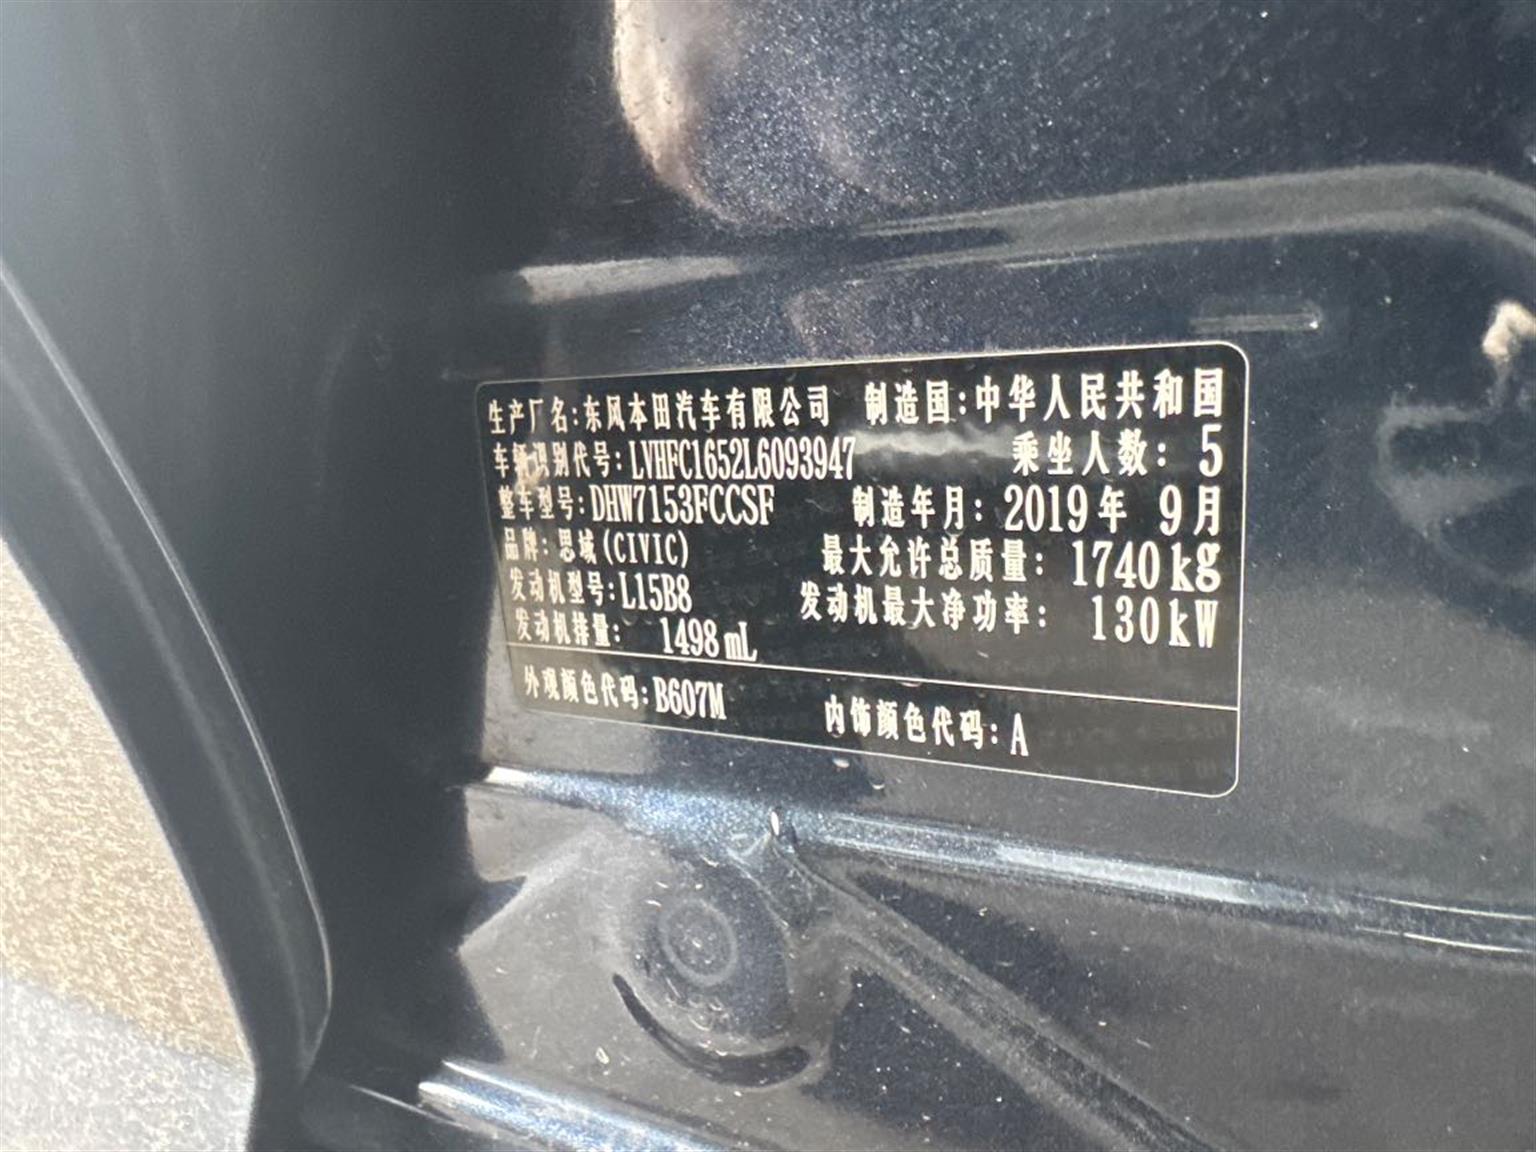 生产厂名:东风本田汽车有限公司 制造国:中华人民共和国
车辆识别代号:LVHFC1652L6093947 乘坐人数: 5
整车型号:DHW7153FCCSF 制造年月: 2019年 9月
品牌: 思域(CIVIC) 最大允许总质量: 1740kg
发动机型号:L15B8 发动机最大净功率: 130kW
发动机排量: 1498mL
外观颜色代码:B607M 内饰颜色代码: A